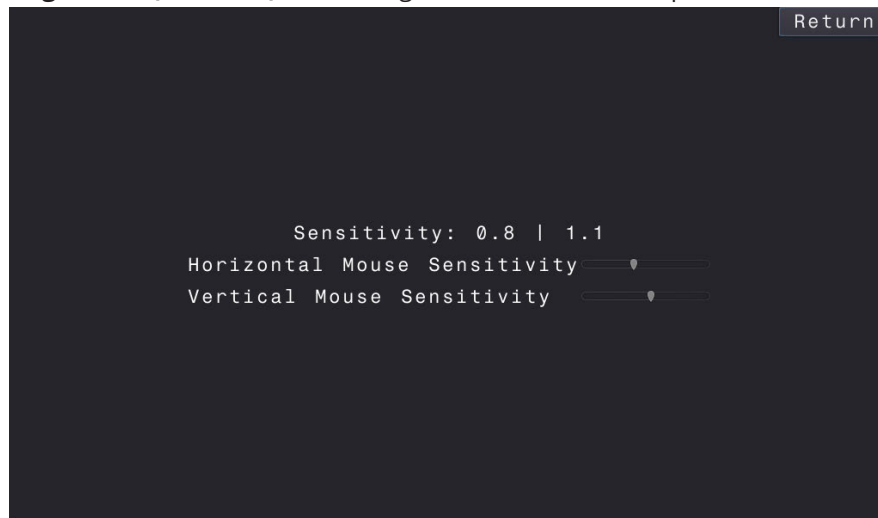 Return
Sensitivity: 0.8 | 1.1
Horizontal Mouse Sensitivity
Vertical Mouse Sensitivity